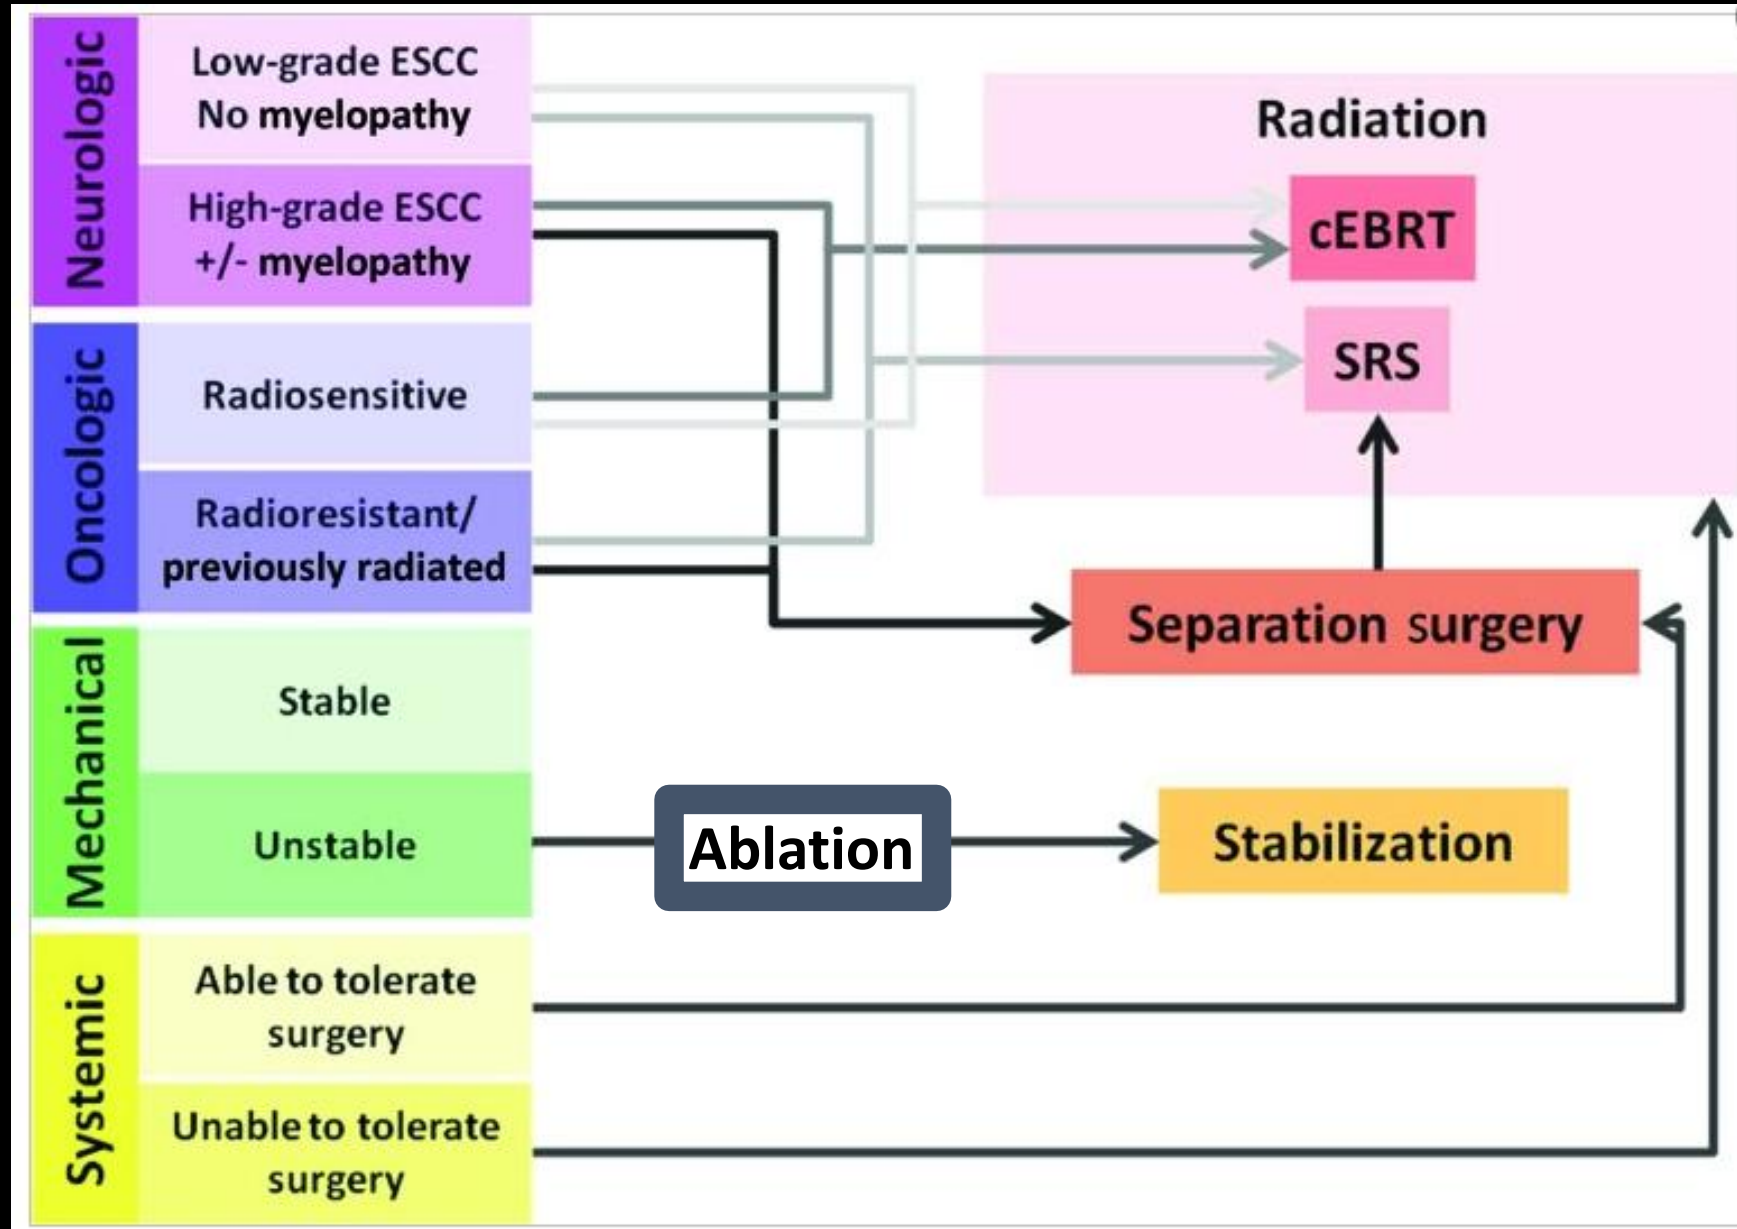 Neurologic
Low-grade ESCC
No myelopathy
High-grade ESCC
+/- myelopathy
Oncologic
Radiosensitive
Radioresistant/
previously radiated
Mechanical
Stable
Unstable
Systemic
Able to tolerate
surgery
Unable to tolerate
surgery
Radiation
cEBRT
SRS
Separation surgery
Ablation
Stabilization